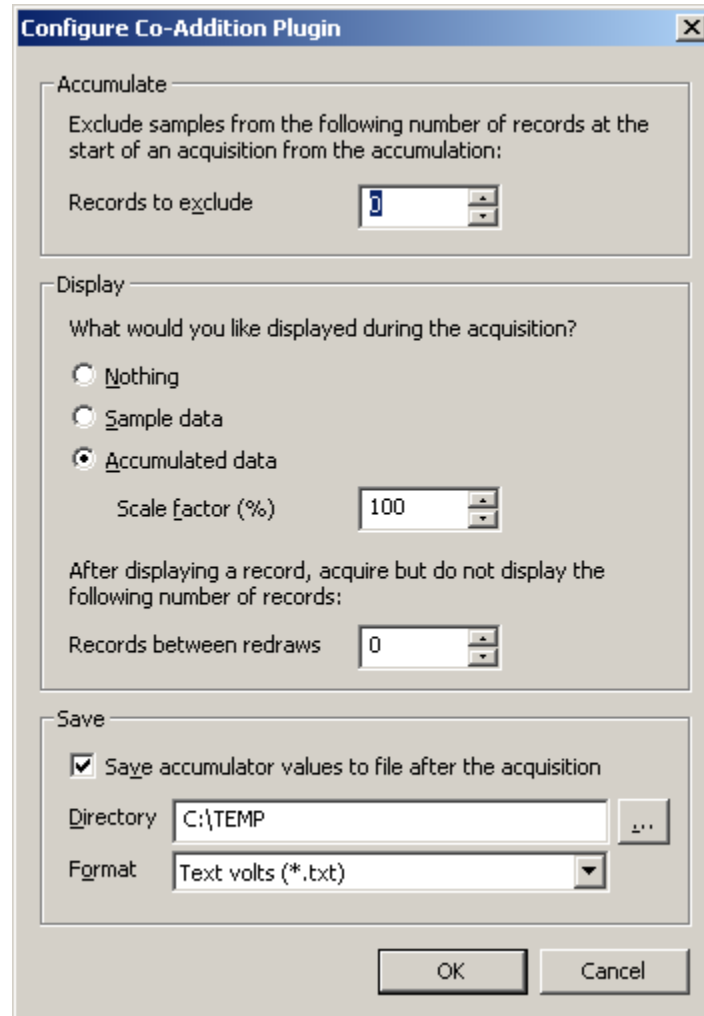 Configure Co-Addition Plugin
Accumulate
Exclude samples from the following number of records at the
start of an acquisition from the accumulation:
Records to exclude 0
Display
What would you like displayed during the acquisition?
Nothing
Sample data
Accumulated data
Scale factor (%) 100
After displaying a record, acquire but do not display the
following number of records:
Records between redraws 0
Save
Save accumulator values to file after the acquisition
Directory C:\TEMP ...
Format Text volts (*.txt)
OK Cancel